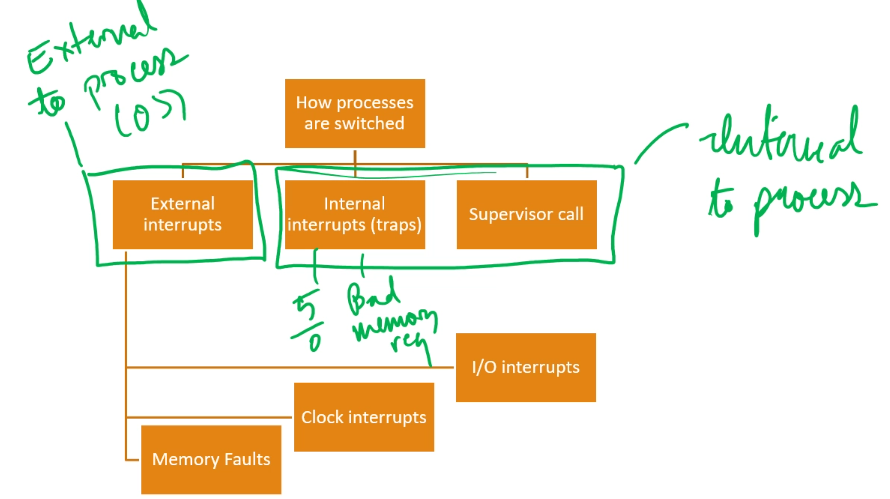 External
to process
(OS)
How processes
are switched
Internal
to process
External
interrupts
Internal
interrupts (traps)
Supervisor call
5/0
Bad
memory
req
I/O interrupts
Clock interrupts
Memory Faults